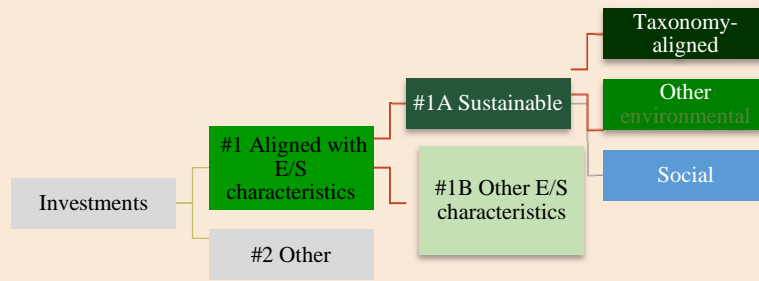 Taxonomy-
aligned
#1A Sustainable
Other
environmental
#1 Aligned with
E/S
characteristics
#1B Other E/S
characteristics
Social
Investments
#2 Other